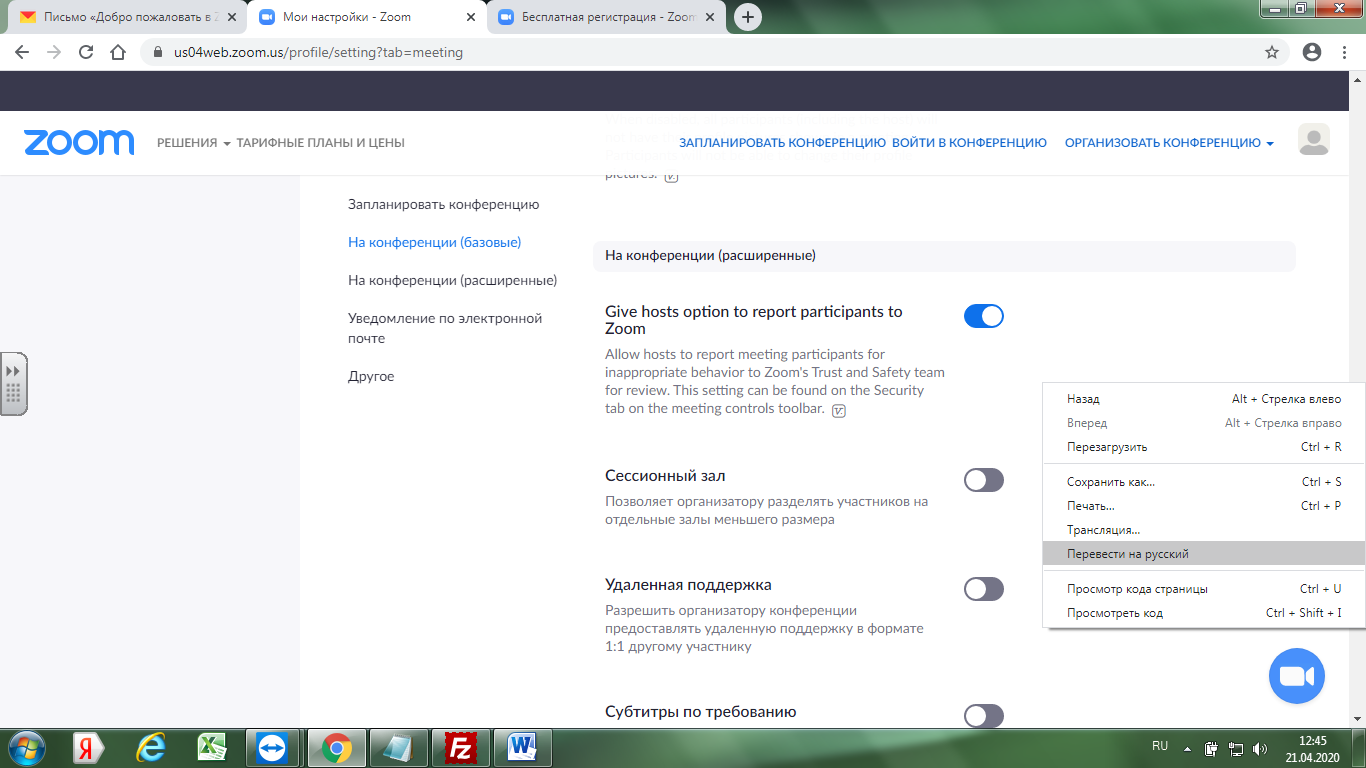 Письмо «Добро пожаловать в Z
Мои настройки - Zoom
Бесплатная регистрация - Zoom
us04web.zoom.us/profile/setting?tab=meeting
zoom
РЕШЕНИЯ
ТАРИФНЫЕ ПЛАНЫ И ЦЕНЫ
ЗАПЛАНИРОВАТЬ КОНФЕРЕНЦИЮ
ВОЙТИ В КОНФЕРЕНЦИЮ
ОРГАНИЗОВАТЬ КОНФЕРЕНЦИЮ
pictures.
Запланировать конференцию
На конференции (базовые)
На конференции (расширенные)
Уведомление по электронной
почте
Другое
На конференции (расширенные)
Give hosts option to report participants to
Zoom
Allow hosts to report meeting participants for
inappropriate behavior to Zoom's Trust and Safety team
for review. This setting can be found on the Security
tab on the meeting controls toolbar.
Сессионный зал
Позволяет организатору разделять участников на
отдельные залы меньшего размера
Удаленная поддержка
Разрешить организатору конференции
предоставлять удаленную поддержку в формате
1:1 другому участнику
Субтитры по требованию
Назад Alt + Стрелка влево
Вперед Alt + Стрелка вправо
Перезагрузить Ctrl + R
Сохранить как... Ctrl + S
Печать... Ctrl + P
Трансляция...
Перевести на русский
Просмотр кода страницы Ctrl + U
Просмотреть код Ctrl + Shift + I
RU
12:45
21.04.2020